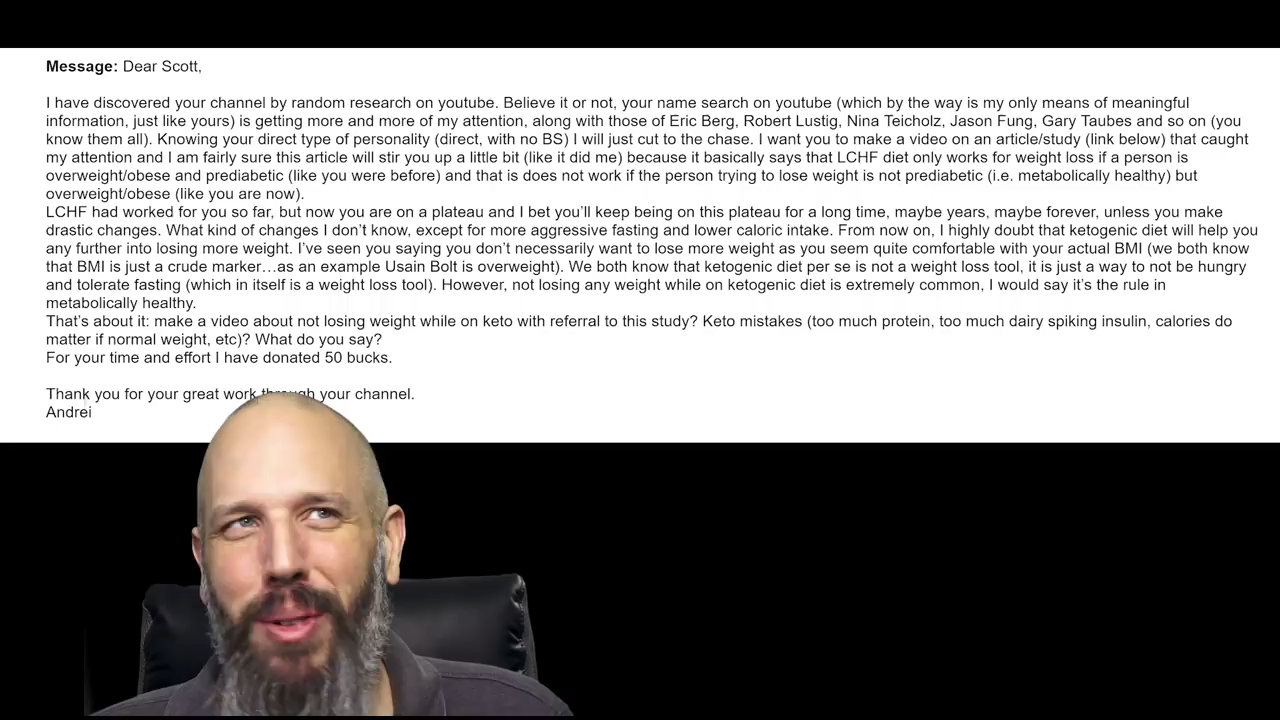 Message: Dear Scott,
I have discovered your channel by random research on youtube. Believe it or not, your name search on youtube (which by the way is my only means of meaningful
information, just like yours) is getting more and more of my attention, along with those of Eric Berg, Robert Lustig, Nina Teicholz, Jason Fung, Gary Taubes and so on (you
know them all). Knowing your direct type of personality (direct, with no BS) I will just cut to the chase. I want you to make a video on an article/study (link below) that caught
my attention and I am fairly sure this article will stir you up a little bit (like it did me) because it basically says that LCHF diet only works for weight loss if a person is
overweight/obese and prediabetic (like you were before) and that is does not work if the person trying to lose weight is not prediabetic (i.e. metabolically healthy) but
overweight/obese (like you are now).
LCHF had worked for you so far, but now you are on a plateau and I bet you'll keep being on this plateau for a long time, maybe years, maybe forever, unless you make
drastic changes. What kind of changes I don't know, except for more aggressive fasting and lower caloric intake. From now on, I highly doubt that ketogenic diet will help you
any further into losing more weight. I've seen you saying you don't necessarily want to lose more weight as you seem quite comfortable with your actual BMI (we both know
that BMI is just a crude marker…as an example Usain Bolt is overweight). We both know that ketogenic diet per se is not a weight loss tool, it is just a way to not be hungry
and tolerate fasting (which in itself is a weight loss tool). However, not losing any weight while on ketogenic diet is extremely common, I would say it's the rule in
metabolically healthy.
That's about it: make a video about not losing weight while on keto with referral to this study? Keto mistakes (too much protein, too much dairy spiking insulin, calories do
matter if normal weight, etc)? What do you say?
For your time and effort I have donated 50 bucks.
Thank you for your great work through your channel.
Andrei